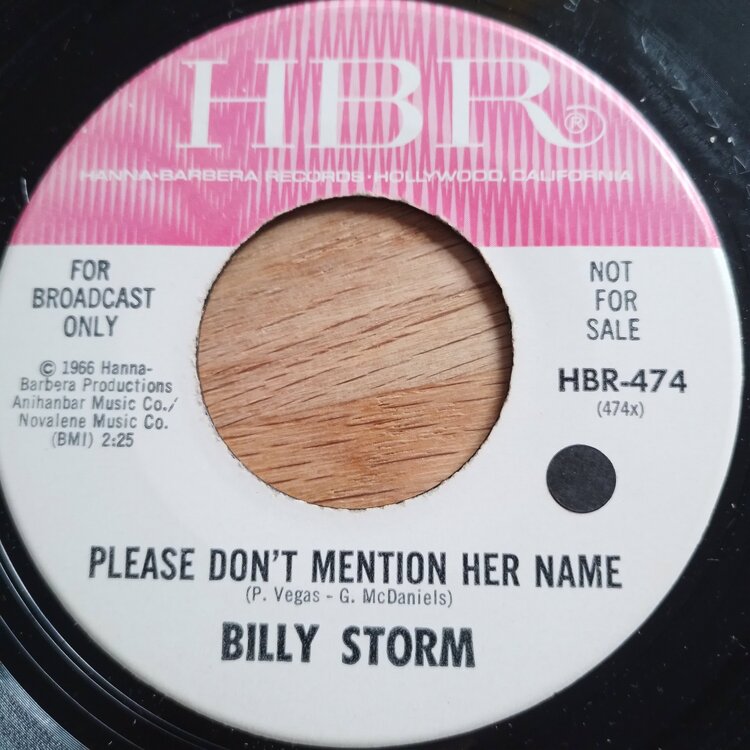 HBR®
HANNA-BARBERA RECORDS · HOLLYWOOD, CALIFORNIA
FOR
BROADCAST
ONLY
© 1966 Hanna-
Barbera Productions
Anihanbar Music Co./
Novalene Music Co.
(BMI) 2:25
NOT
FOR
SALE
HBR-474
(474x)
PLEASE DON'T MENTION HER NAME
(P. Vegas - G. McDaniels)
BILLY STORM